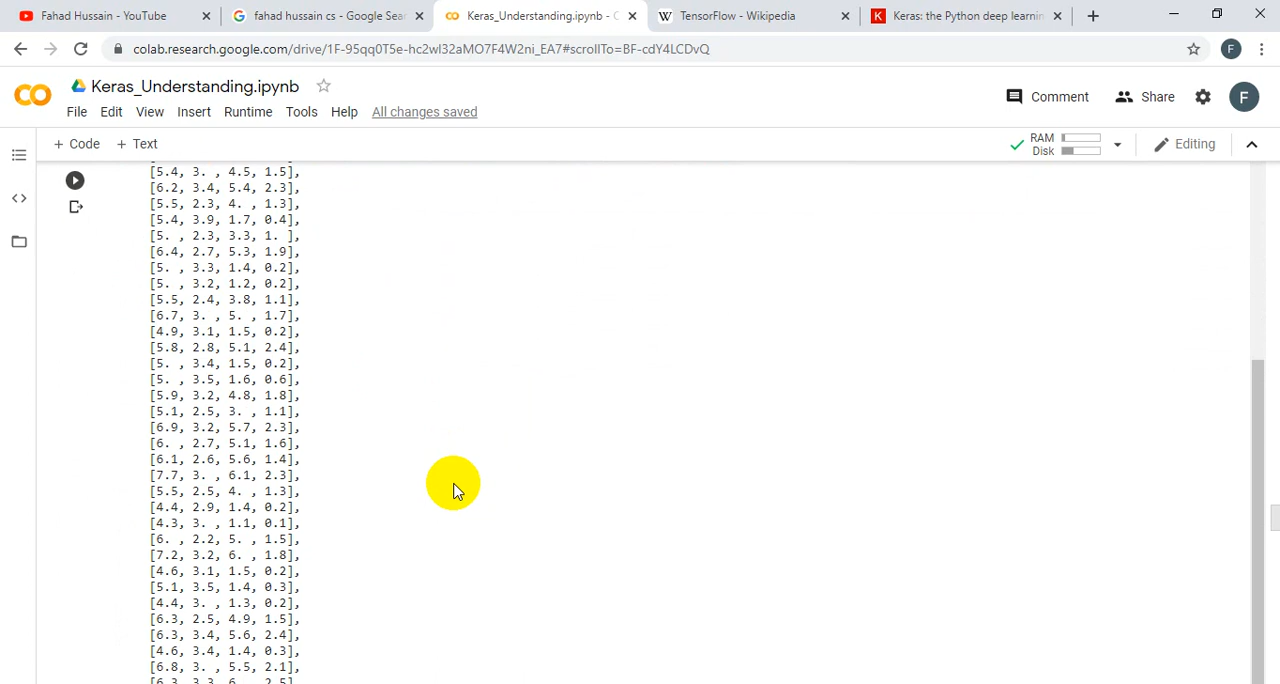 Fahad Hussain - YouTube
fahad hussain cs - Google Sear
Keras_Understanding.ipynb - C
TensorFlow - Wikipedia
Keras: the Python deep learnin
colab.research.google.com/drive/1F-95qq0T5e-hc2wl32aMO7F4W2ni_EA7#scrollTo=BF-cdY4LCDvQ
F
Keras_Understanding.ipynb
Comment
Share
F
File Edit View Insert Runtime Tools Help All changes saved
+ Code + Text
RAM
Disk
Editing
[5.4, 3. , 4.5, 1.5],
[6.2, 3.4, 5.4, 2.3],
[5.5, 2.3, 4. , 1.3],
[5.4, 3.9, 1.7, 0.4],
[5. , 2.3, 3.3, 1. ],
[6.4, 2.7, 5.3, 1.9],
[5. , 3.3, 1.4, 0.2],
[5. , 3.2, 1.2, 0.2],
[5.5, 2.4, 3.8, 1.1],
[6.7, 3. , 5. , 1.7],
[4.9, 3.1, 1.5, 0.2],
[5.8, 2.8, 5.1, 2.4],
[5. , 3.4, 1.5, 0.2],
[5. , 3.5, 1.6, 0.6],
[5.9, 3.2, 4.8, 1.8],
[5.1, 2.5, 3. , 1.1],
[6.9, 3.2, 5.7, 2.3],
[6. , 2.7, 5.1, 1.6],
[6.1, 2.6, 5.6, 1.4],
[7.7, 3. , 6.1, 2.3],
[5.5, 2.5, 4. , 1.3],
[4.4, 2.9, 1.4, 0.2],
[4.3, 3. , 1.1, 0.1],
[6. , 2.2, 5. , 1.5],
[7.2, 3.2, 6. , 1.8],
[4.6, 3.1, 1.5, 0.2],
[5.1, 3.5, 1.4, 0.3],
[4.4, 3. , 1.3, 0.2],
[6.3, 2.5, 4.9, 1.5],
[6.3, 3.4, 5.6, 2.4],
[4.6, 3.4, 1.4, 0.3],
[6.8, 3. , 5.5, 2.1],
[6.3, 3.3, 6. , 2.5],